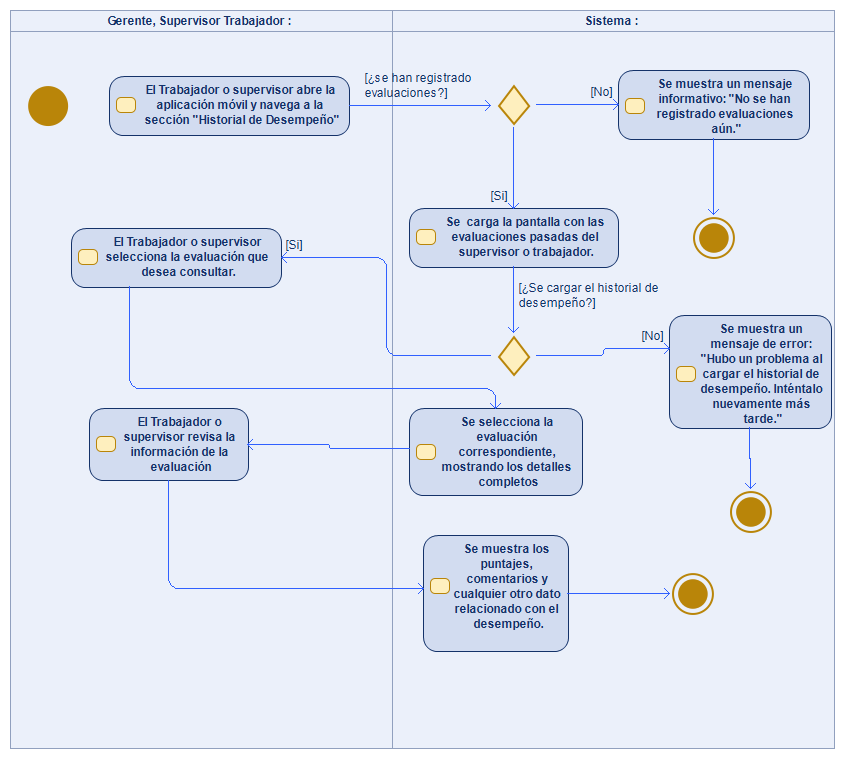 Gerente, Supervisor Trabajador :
Sistema :
El Trabajador o supervisor abre la
aplicación móvil y navega a la
sección "Historial de Desempeño"
[¿se han registrado
evaluaciones?]
[No]
Se muestra un mensaje
informativo: "No se han
registrado evaluaciones
aún."
[Si]
Se carga la pantalla con las
evaluaciones pasadas del
supervisor o trabajador.
El Trabajador o supervisor
selecciona la evaluación que
desea consultar.
[Si]
[¿Se cargar el historial de
desempeño?]
[No]
Se muestra un
mensaje de error:
"Hubo un problema al
cargar el historial de
desempeño. Inténtalo
nuevamente más
tarde."
El Trabajador o
supervisor revisa la
información de la
evaluación
Se selecciona la
evaluación
correspondiente,
mostrando los detalles
completos
Se muestra los
puntajes,
comentarios y
cualquier otro dato
relacionado con el
desempeño.